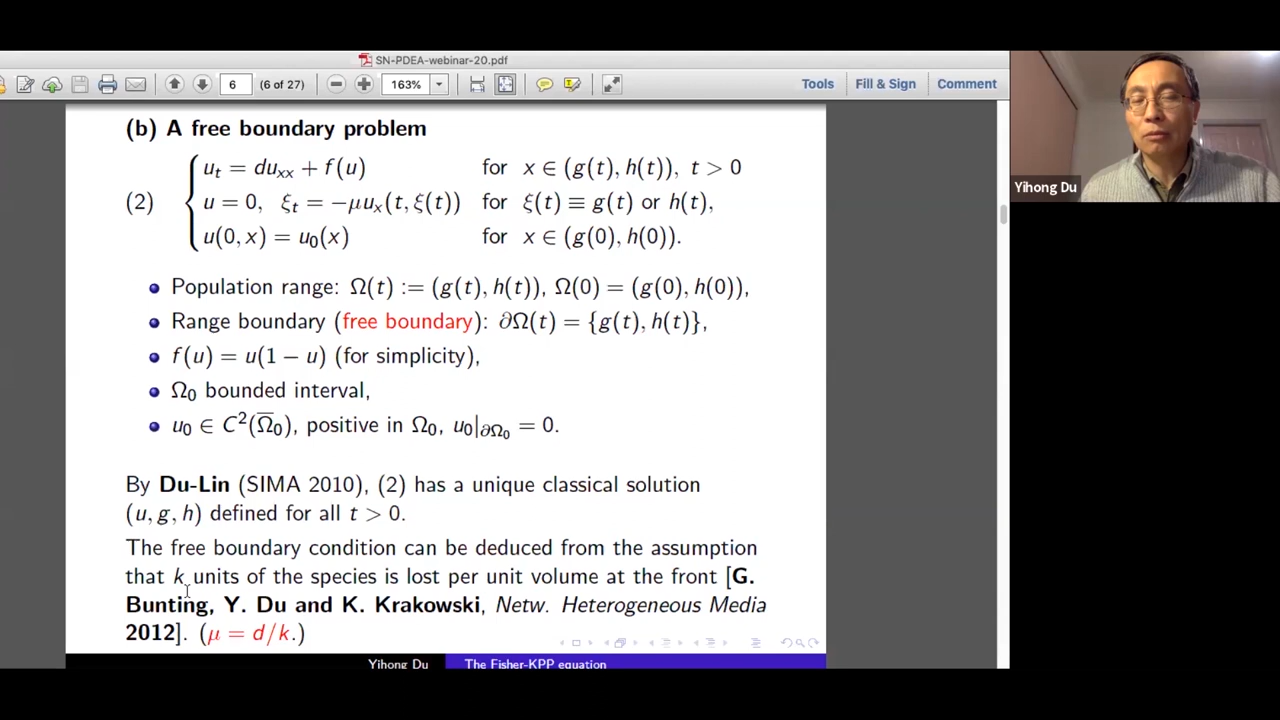 SN-PDEA-webinar-20.pdf
6 (6 of 27) 163% Tools Fill & Sign Comment
(b) A free boundary problem
(2) { u_t = du_xx + f(u) for x ∈ (g(t), h(t)), t > 0
u = 0, ξ_t = −μu_x(t, ξ(t)) for ξ(t) ≡ g(t) or h(t),
u(0, x) = u_0(x) for x ∈ (g(0), h(0)).
Population range: Ω(t) := (g(t), h(t)), Ω(0) = (g(0), h(0)),
Range boundary (free boundary): ∂Ω(t) = {g(t), h(t)},
f(u) = u(1 − u) (for simplicity),
Ω_0 bounded interval,
u_0 ∈ C²(Ω̅_0), positive in Ω_0, u_0|_∂Ω_0 = 0.
By Du-Lin (SIMA 2010), (2) has a unique classical solution
(u, g, h) defined for all t > 0.
The free boundary condition can be deduced from the assumption
that k units of the species is lost per unit volume at the front [G.
Bunting, Y. Du and K. Krakowski, Netw. Heterogeneous Media
2012]. (μ = d/k.)
Yihong Du The Fisher-KPP equation
Yihong Du